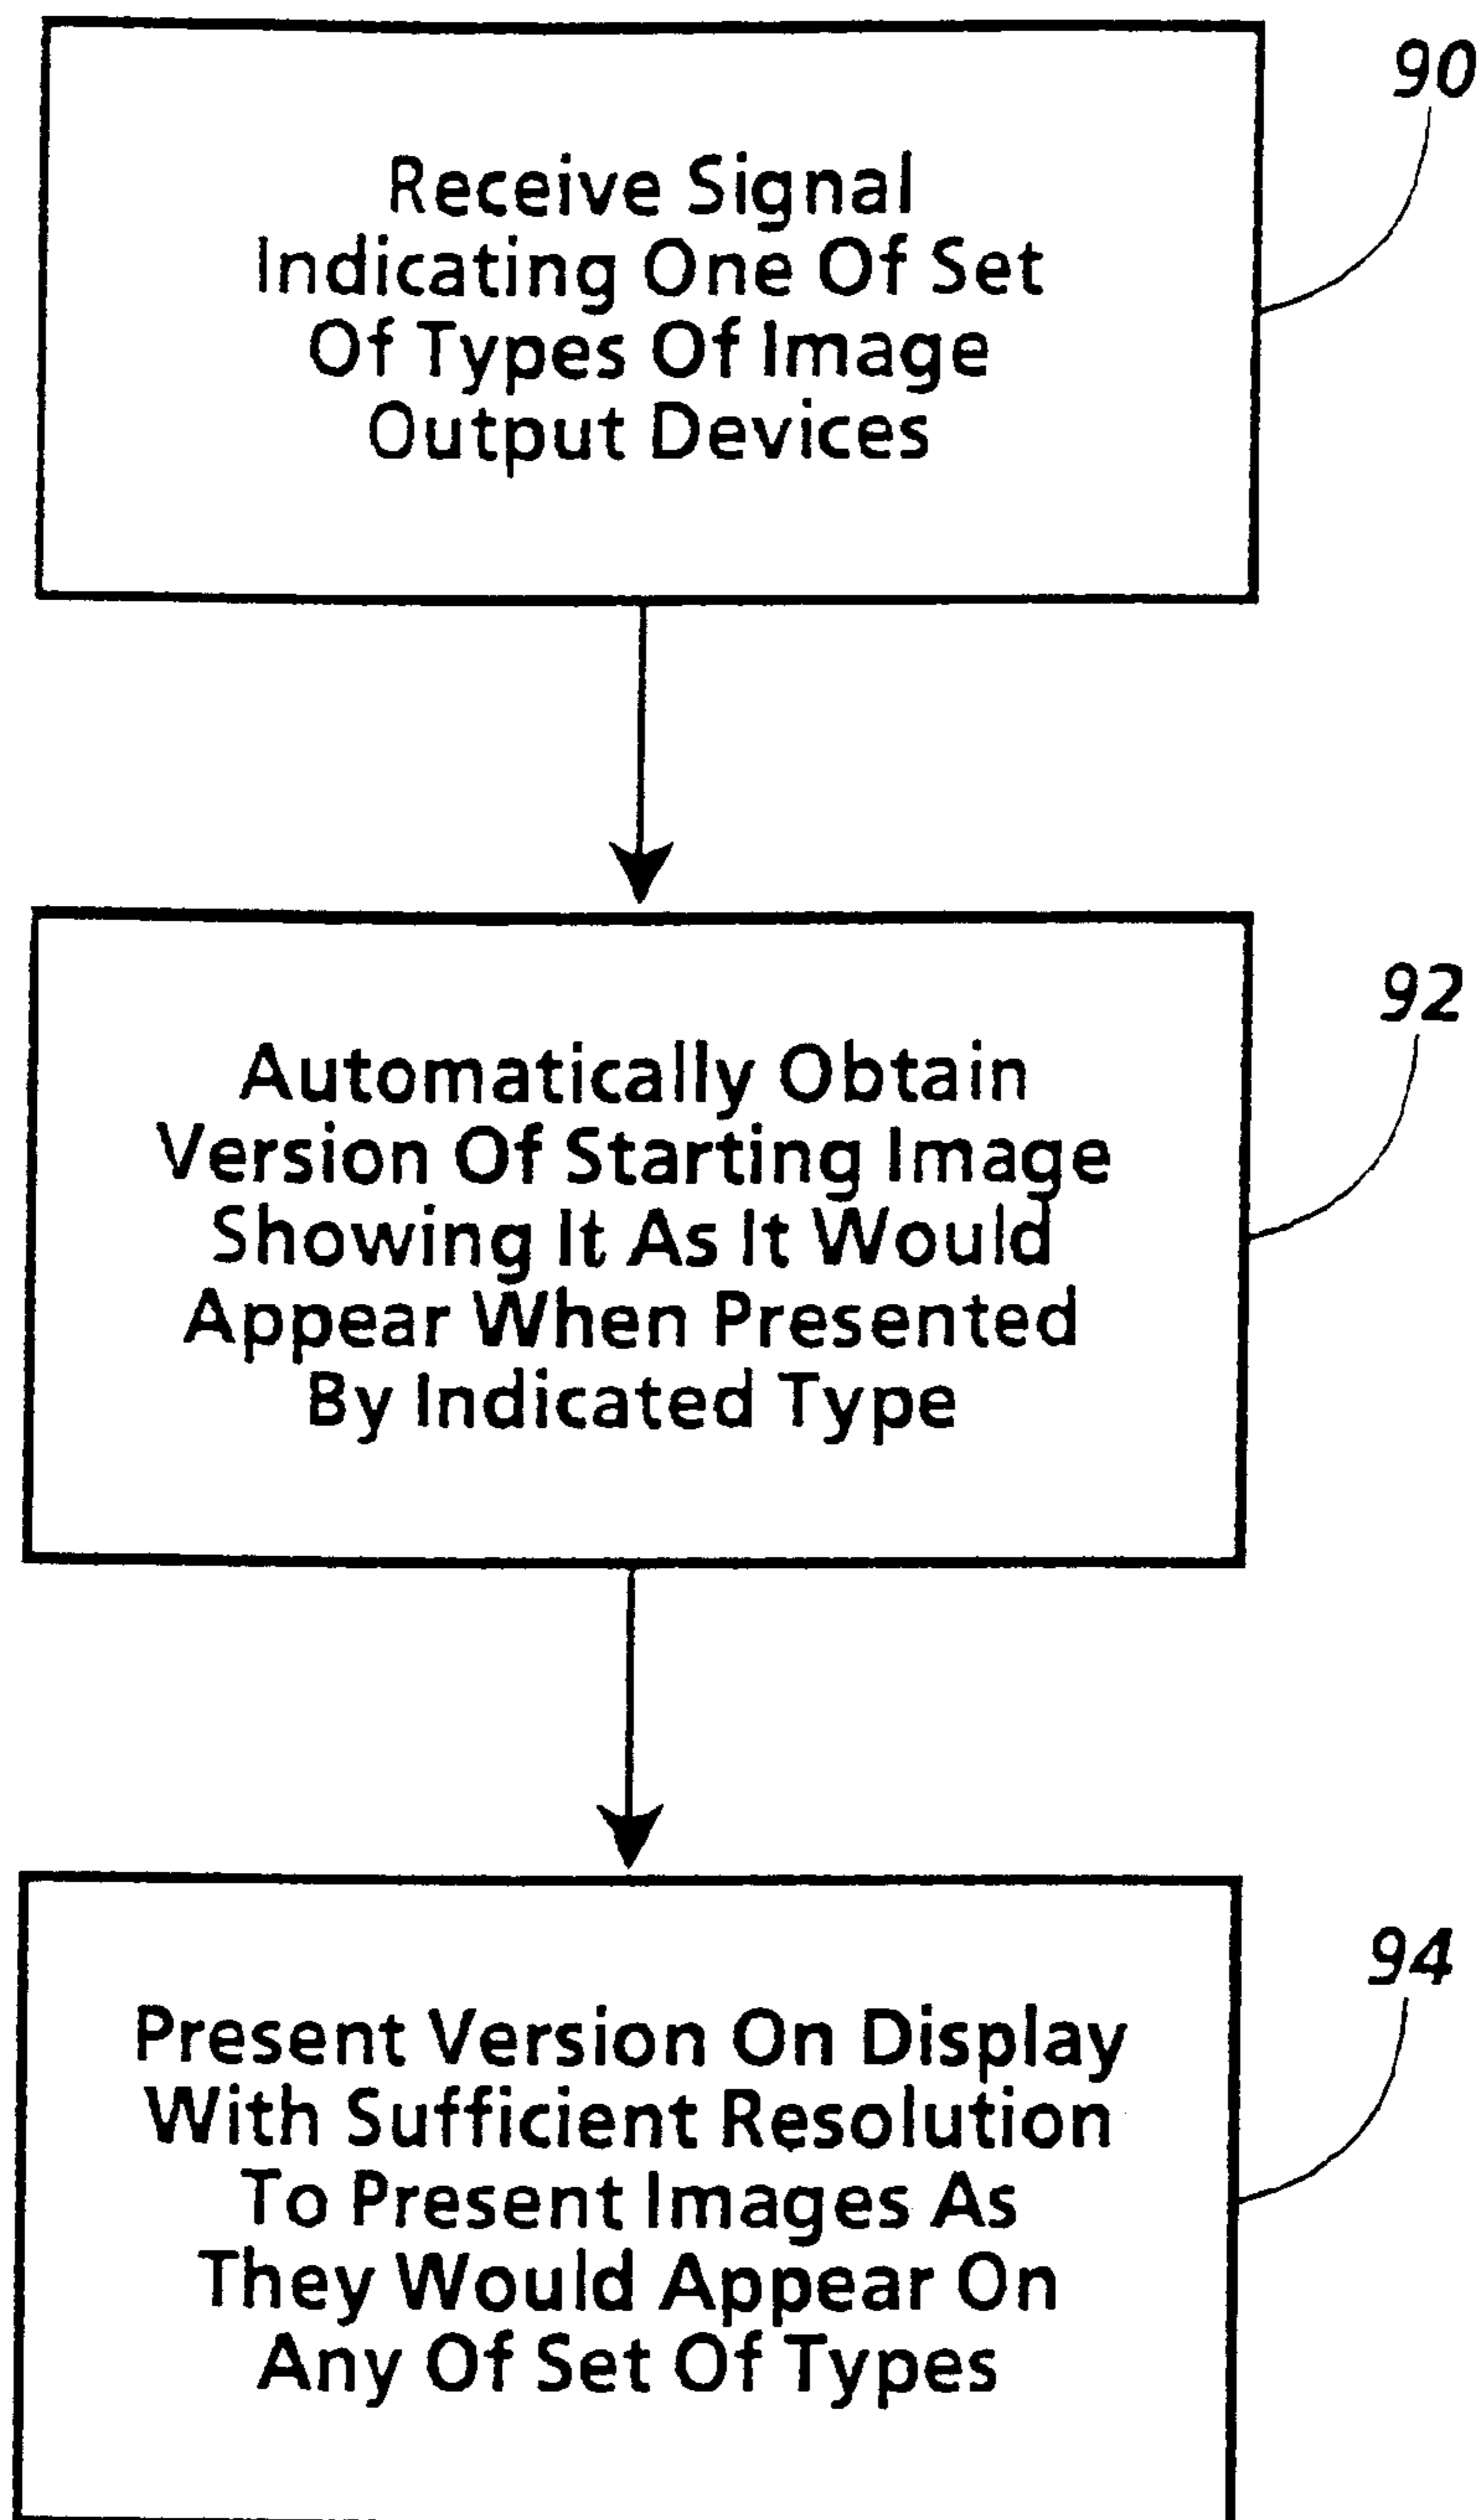 90
Receive Signal
Indicating One Of Set
Of Types Of Image
Output Devices
92
Automatically Obtain
Version Of Starting Image
Showing It As It Would
Appear When Presented
By Indicated Type
94
Present Version On Display
With Sufficient Resolution
To Present Images As
They Would Appear On
Any Of Set Of Types